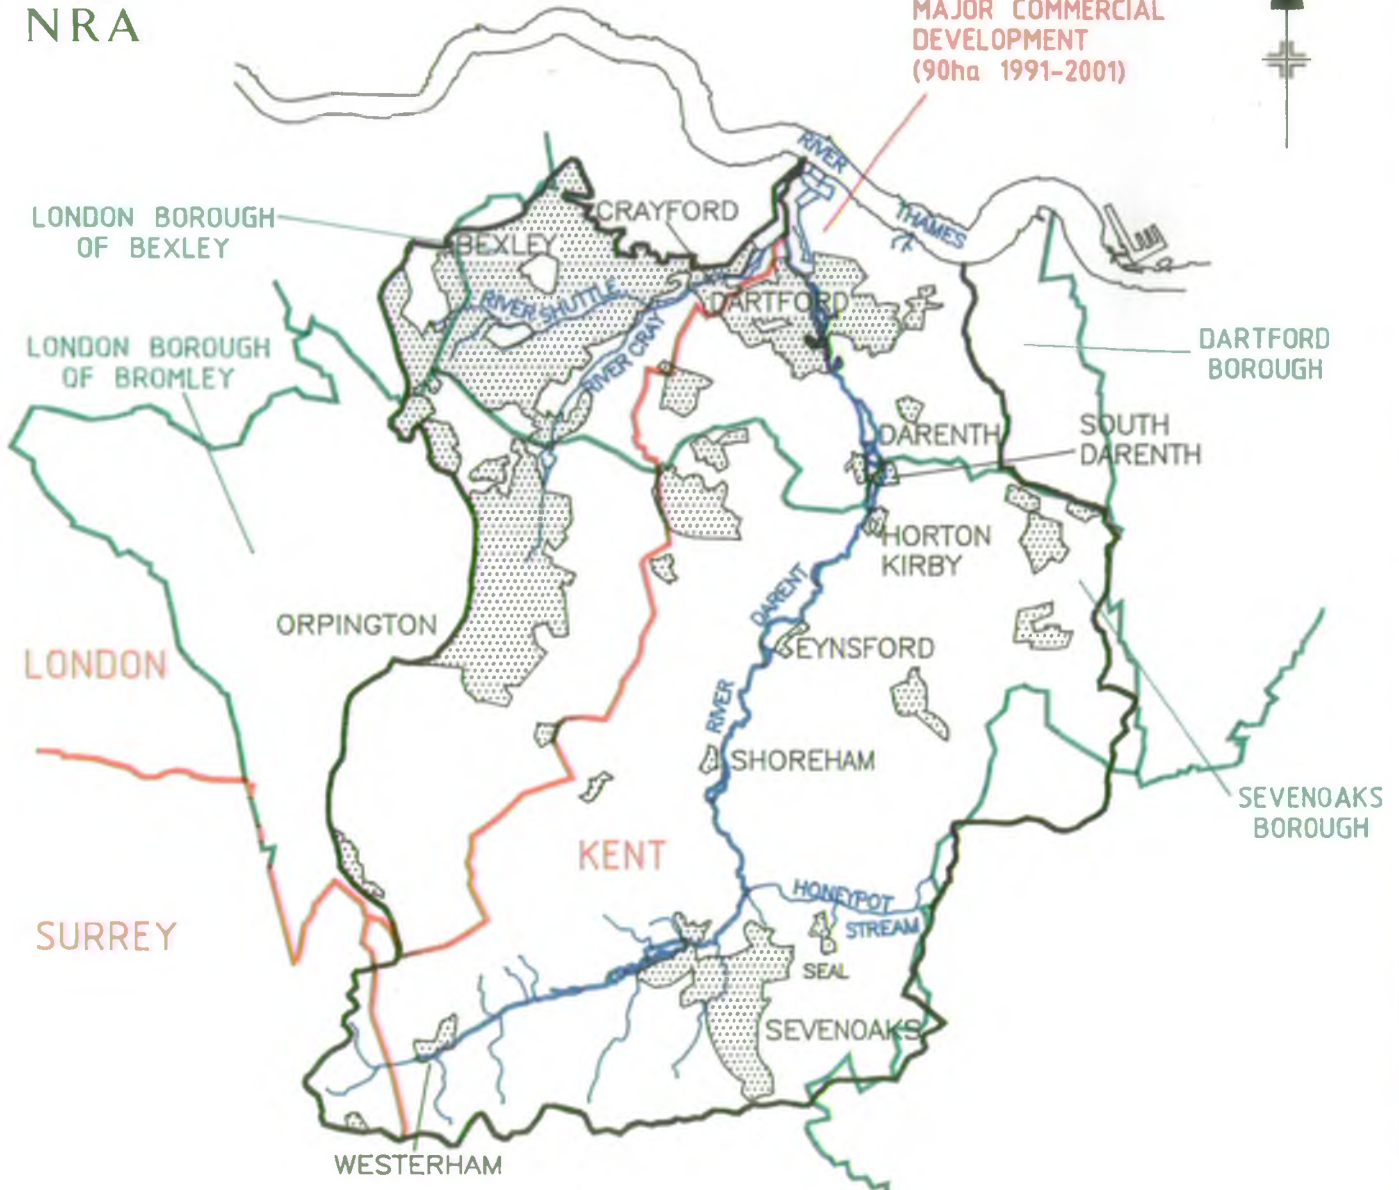 NRA
MAJOR COMMERCIAL
DEVELOPMENT
(90ha 1991-2001)
RIVER
THAMES
LONDON BOROUGH
OF BEXLEY
CRAYFORD
BEXLEY
RIVER SHUTTLE
DARTFORD
RIVER CRAY
LONDON BOROUGH
OF BROMLEY
DARTFORD
BOROUGH
DARENTH
SOUTH
DARENTH
HORTON
KIRBY
DARENT
ORPINGTON
EYNSFORD
LONDON
RIVER
SHOREHAM
SEVENOAKS
BOROUGH
KENT
HONEYPOT
STREAM
SURREY
SEAL
SEVENOAKS
WESTERHAM